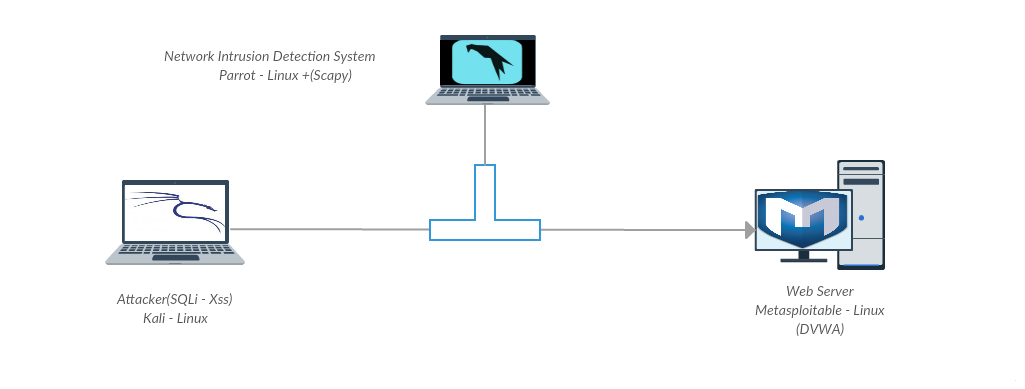 Network Intrusion Detection System
Parrot - Linux +(Scapy)
Attacker(SQLi - Xss)
Kali - Linux
Web Server
Metasploitable - Linux
(DVWA)